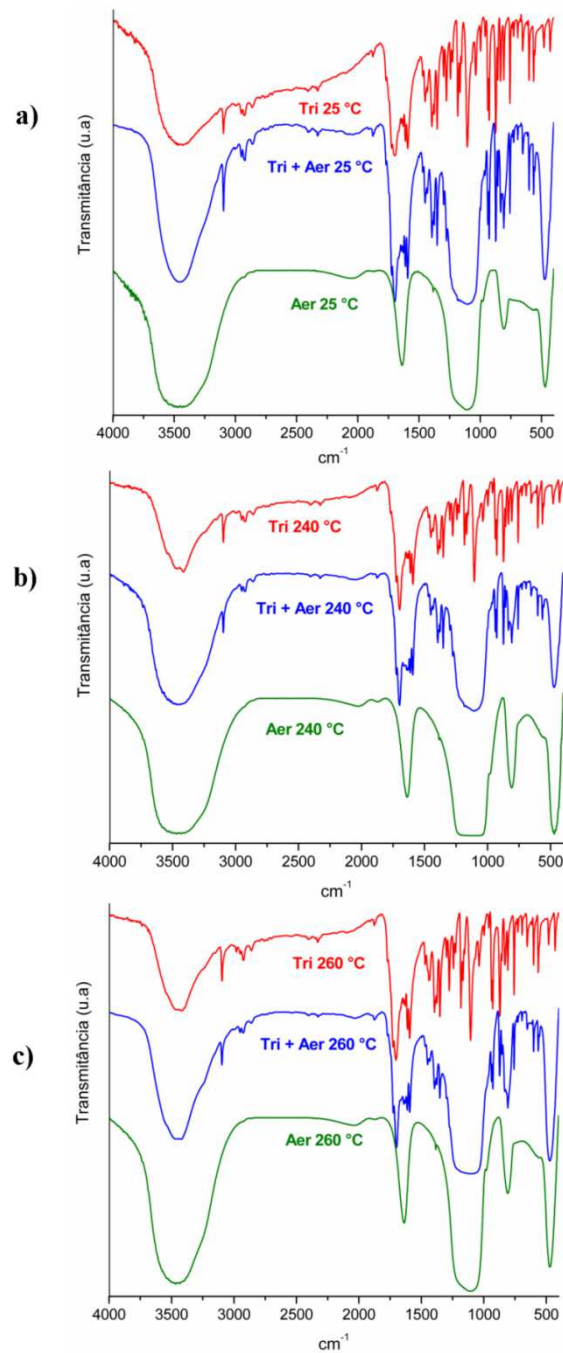 a)
Transmitância (u.a)
Tri 25 °C
Tri + Aer 25 °C
Aer 25 °C
4000 3500 3000 2500 2000 1500 1000 500
cm-1
b)
Transmitância (u.a)
Tri 240 °C
Tri + Aer 240 °C
Aer 240 °C
4000 3500 3000 2500 2000 1500 1000 500
cm-1
c)
Transmitância (u.a)
Tri 260 °C
Tri + Aer 260 °C
Aer 260 °C
4000 3500 3000 2500 2000 1500 1000 500
cm-1